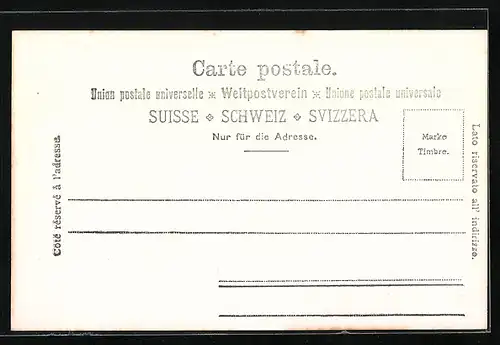 Carte postale.
Union postale universelle ⁎ Weltpostverein ⁎ Unione postale universale
SUISSE ⁎ SCHWEIZ ⁎ SVIZZERA
Nur für die Adresse.
Marke
Timbre.
Côté réservé à l'adresse.
Lato riservato all' indirizzo.